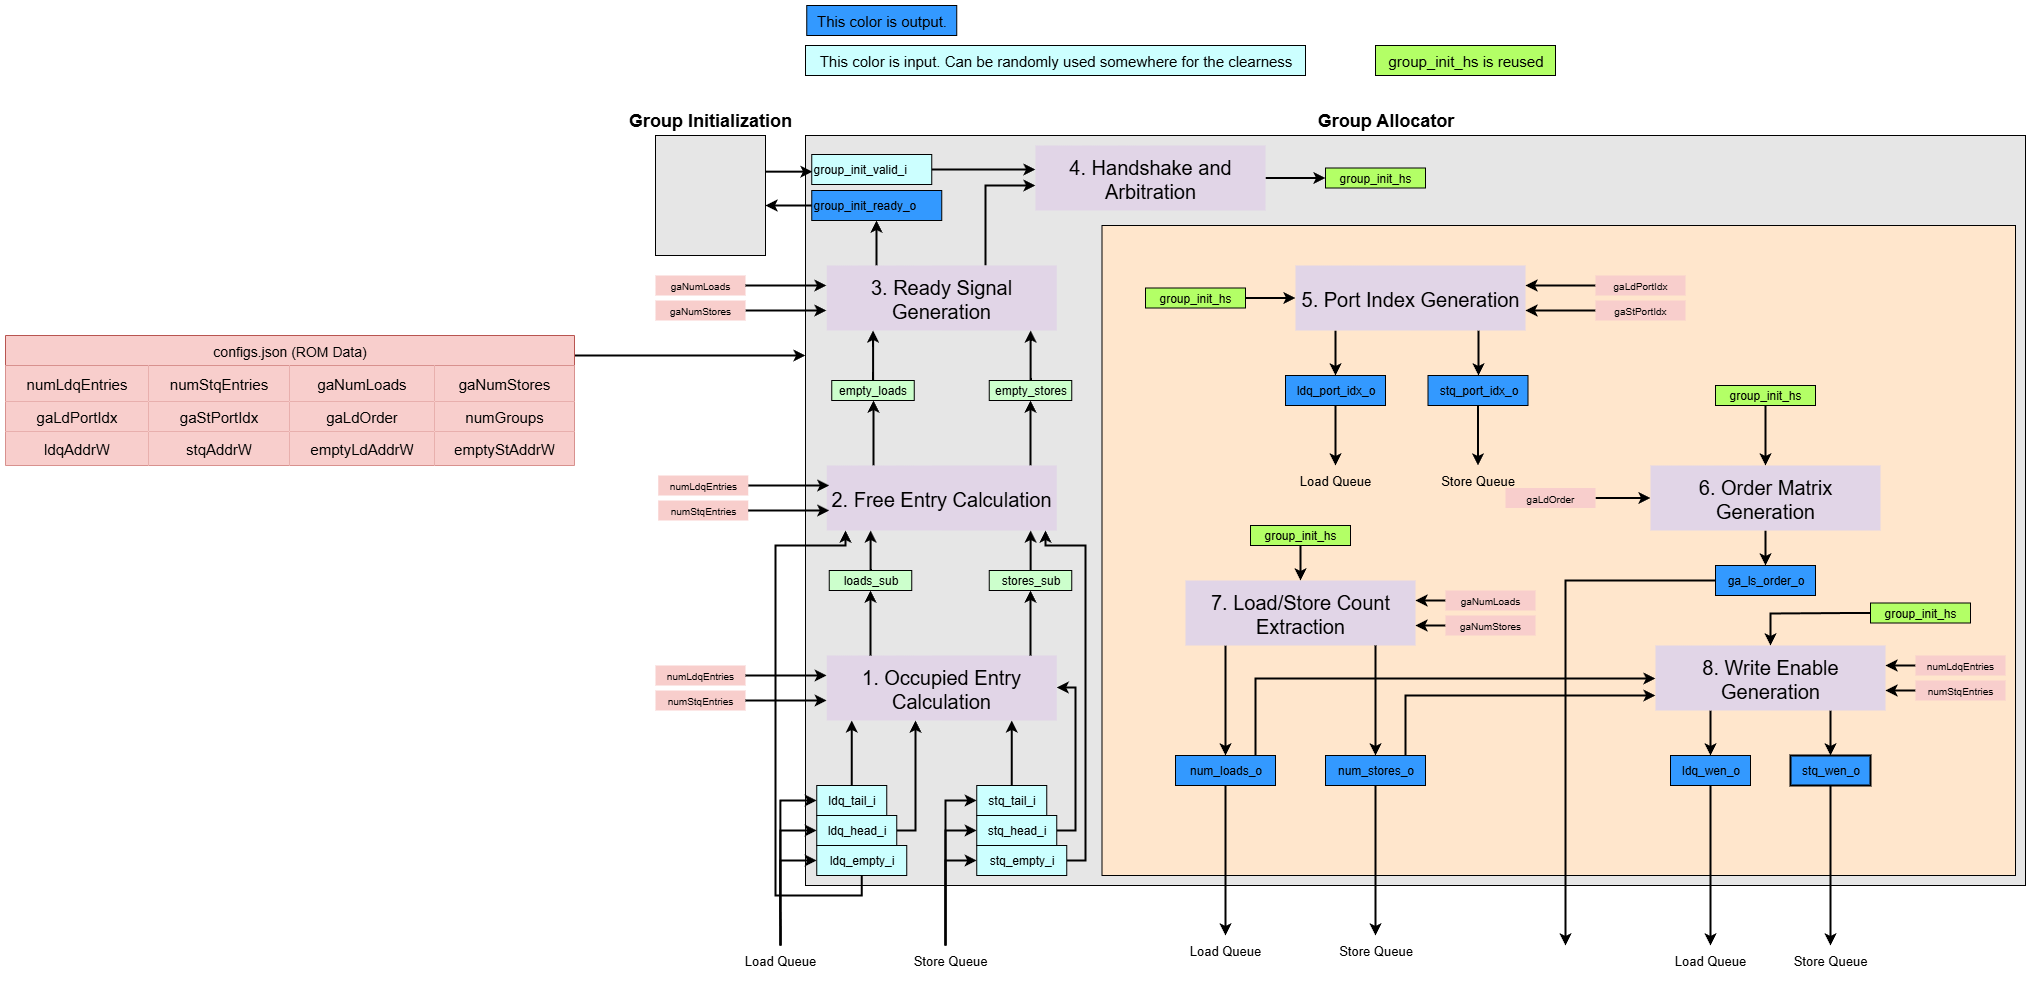 This color is output.
This color is input. Can be randomly used somewhere for the clearness
group_init_hs is reused
Group Initialization
Group Allocator
group_init_valid_i
group_init_ready_o
4. Handshake and
Arbitration
group_init_hs
gaNumLoads
gaNumStores
3. Ready Signal
Generation
group_init_hs
5. Port Index Generation
gaLdPortIdx
gaStPortIdx
configs.json (ROM Data)
numLdqEntries
numStqEntries
gaNumLoads
gaNumStores
gaLdPortIdx
gaStPortIdx
gaLdOrder
numGroups
ldqAddrW
stqAddrW
emptyLdAddrW
emptyStAddrW
empty_loads
empty_stores
ldq_port_idx_o
stq_port_idx_o
group_init_hs
Load Queue
Store Queue
numLdqEntries
numStqEntries
2. Free Entry Calculation
gaLdOrder
6. Order Matrix
Generation
group_init_hs
loads_sub
stores_sub
ga_ls_order_o
7. Load/Store Count
Extraction
gaNumLoads
gaNumStores
group_init_hs
numLdqEntries
numStqEntries
1. Occupied Entry
Calculation
8. Write Enable
Generation
numLdqEntries
numStqEntries
num_loads_o
num_stores_o
ldq_wen_o
stq_wen_o
ldq_tail_i
ldq_head_i
ldq_empty_i
stq_tail_i
stq_head_i
stq_empty_i
Load Queue
Store Queue
Load Queue
Store Queue
Load Queue
Store Queue